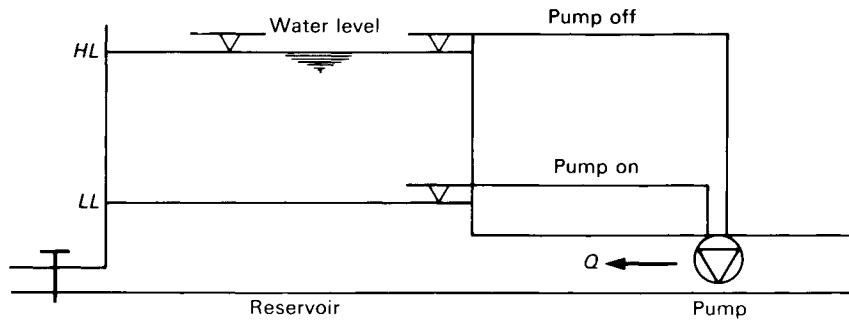 Water level
Pump off
HL
Pump on
LL
Q
Reservoir
Pump